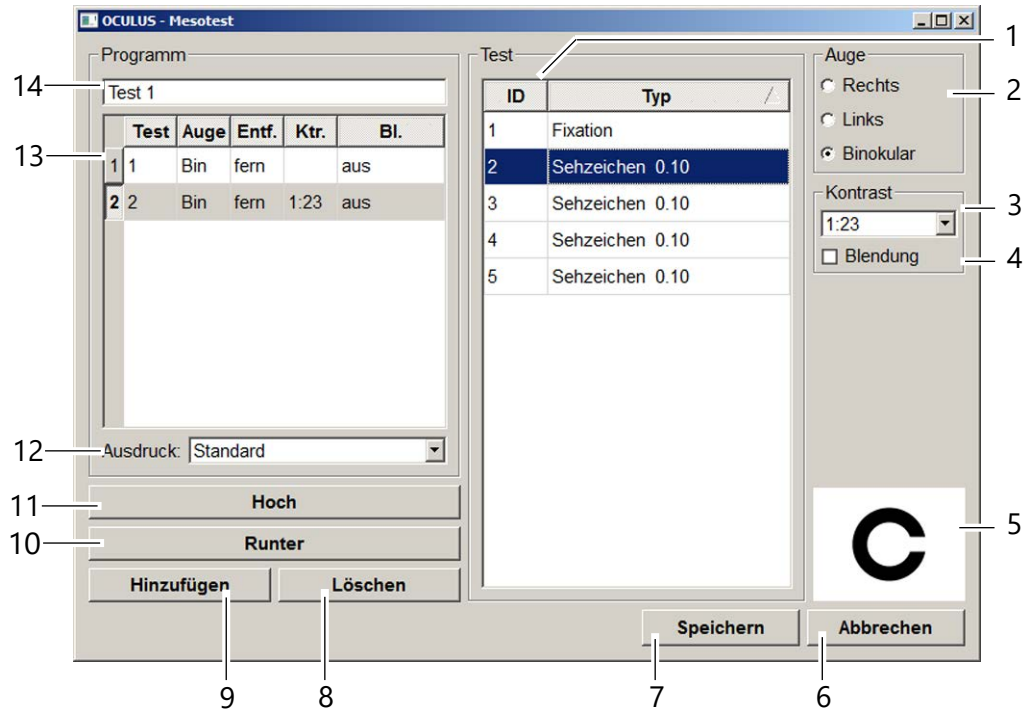 OCULUS - Mesotest
Programm
Test 1
Test Auge Entf. Ktr. Bl.
1 1 Bin fern aus
2 2 Bin fern 1:23 aus
Ausdruck: Standard
Hoch
Runter
Hinzufügen Löschen
Test
ID Typ
1 Fixation
2 Sehzeichen 0.10
3 Sehzeichen 0.10
4 Sehzeichen 0.10
5 Sehzeichen 0.10
Auge
Rechts
Links
Binokular
Kontrast
1:23
Blendung
Speichern Abbrechen
1
2
3
4
5
6
7
8
9
10
11
12
13
14